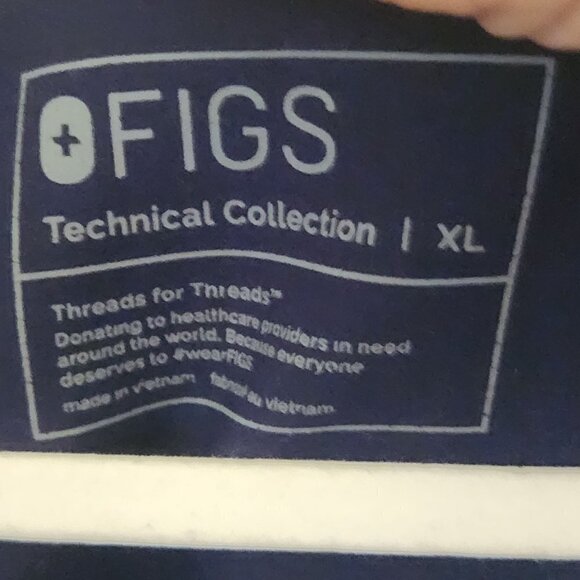 FIGS
Technical Collection | XL
Threads for Threads™
Donating to healthcare providers in need
around the world. Because everyone
deserves to #wearFIGS
made in vietnam fabriqué au vietnam